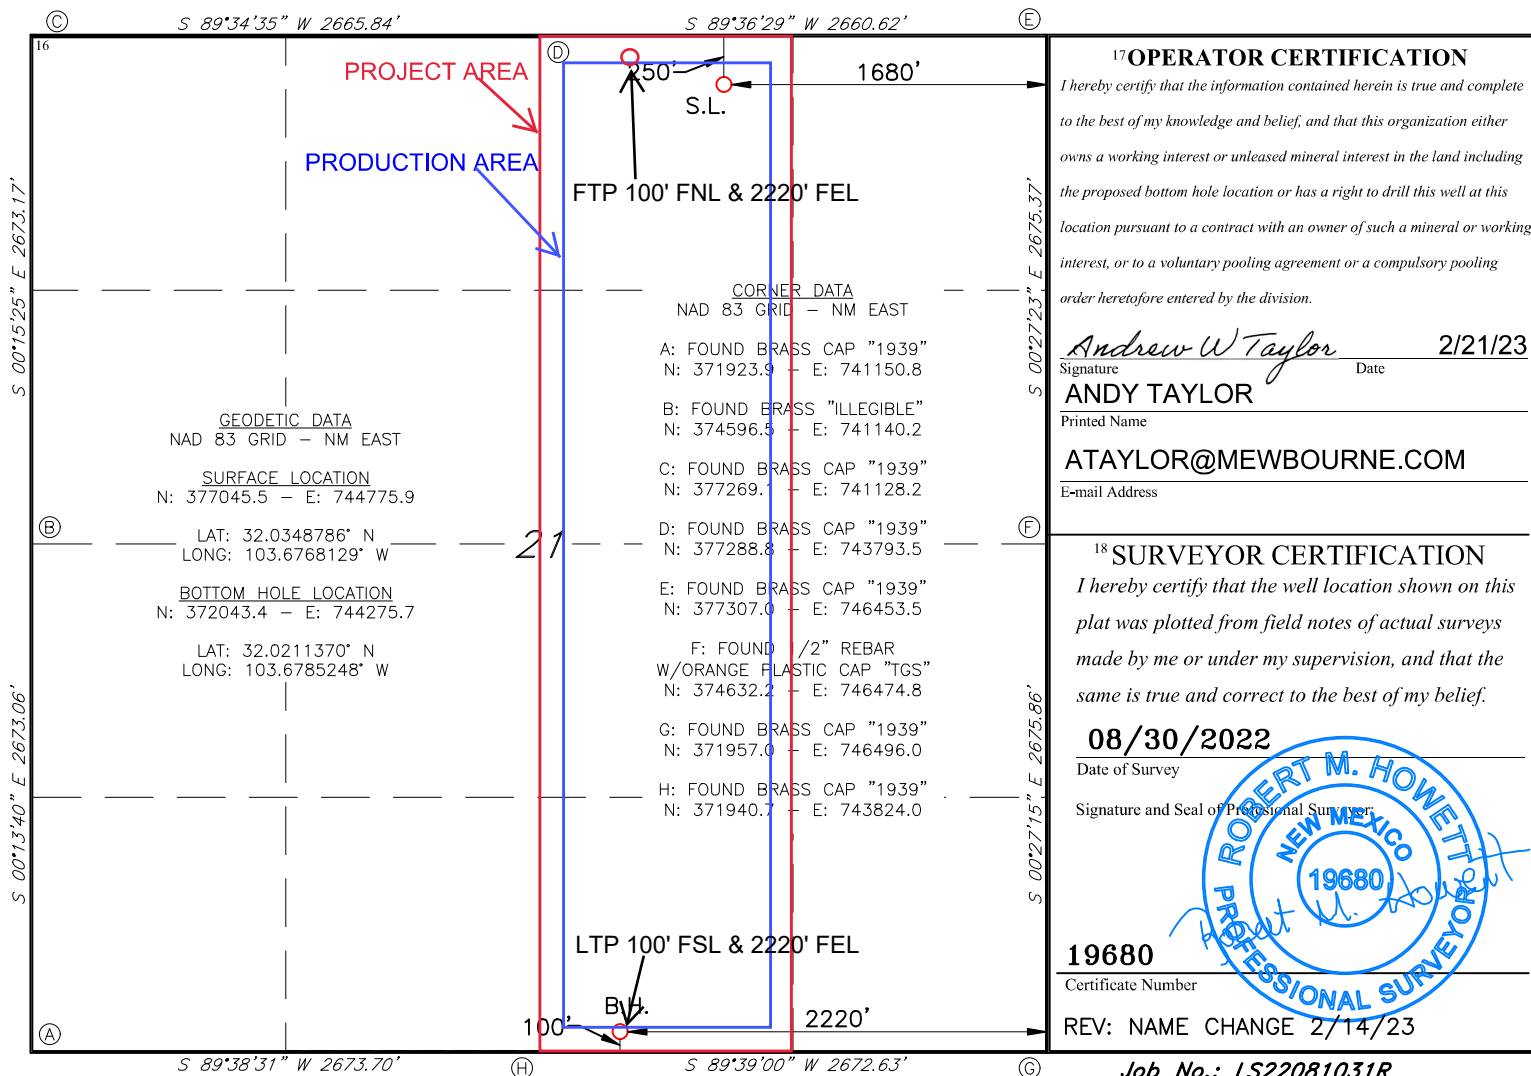 Ⓒ S 89°34'35" W 2665.84' S 89°36'29" W 2660.62' Ⓔ
16
Ⓓ
PROJECT AREA
250'
1680'
S.L.
PRODUCTION AREA
FTP 100' FNL & 2220' FEL
S 00°15'25" E 2673.17'
S 00°27'23" E 2675.37'
CORNER DATA
NAD 83 GRID – NM EAST
A: FOUND BRASS CAP "1939"
N: 371923.9 – E: 741150.8
B: FOUND BRASS "ILLEGIBLE"
N: 374596.5 – E: 741140.2
C: FOUND BRASS CAP "1939"
N: 377269.1 – E: 741128.2
D: FOUND BRASS CAP "1939"
N: 377288.8 – E: 743793.5
E: FOUND BRASS CAP "1939"
N: 377307.0 – E: 746453.5
F: FOUND 1/2" REBAR
W/ORANGE PLASTIC CAP "TGS"
N: 374632.2 – E: 746474.8
G: FOUND BRASS CAP "1939"
N: 371957.0 – E: 746496.0
H: FOUND BRASS CAP "1939"
N: 371940.7 – E: 743824.0
GEODETIC DATA
NAD 83 GRID – NM EAST
SURFACE LOCATION
N: 377045.5 – E: 744775.9
LAT: 32.0348786° N
LONG: 103.6768129° W
BOTTOM HOLE LOCATION
N: 372043.4 – E: 744275.7
LAT: 32.0211370° N
LONG: 103.6785248° W
Ⓑ
21
Ⓕ
S 00°13'40" E 2673.06'
S 00°27'15" E 2675.86'
LTP 100' FSL & 2220' FEL
B.H.
100'
2220'
Ⓐ
S 89°38'31" W 2673.70' Ⓗ S 89°39'00" W 2672.63' Ⓖ
17 OPERATOR CERTIFICATION
I hereby certify that the information contained herein is true and complete
to the best of my knowledge and belief, and that this organization either
owns a working interest or unleased mineral interest in the land including
the proposed bottom hole location or has a right to drill this well at this
location pursuant to a contract with an owner of such a mineral or working
interest, or to a voluntary pooling agreement or a compulsory pooling
order heretofore entered by the division.
Andrew W Taylor 2/21/23
Signature Date
ANDY TAYLOR
Printed Name
ATAYLOR@MEWBOURNE.COM
E-mail Address
18 SURVEYOR CERTIFICATION
I hereby certify that the well location shown on this
plat was plotted from field notes of actual surveys
made by me or under my supervision, and that the
same is true and correct to the best of my belief.
08/30/2022
Date of Survey
Signature and Seal of Professional Surveyor:
ROBERT M. HOWETT
NEW MEXICO
19680
PROFESSIONAL SURVEYOR
Robert M. Howett
19680
Certificate Number
REV: NAME CHANGE 2/14/23
Job No.: LS22081031R